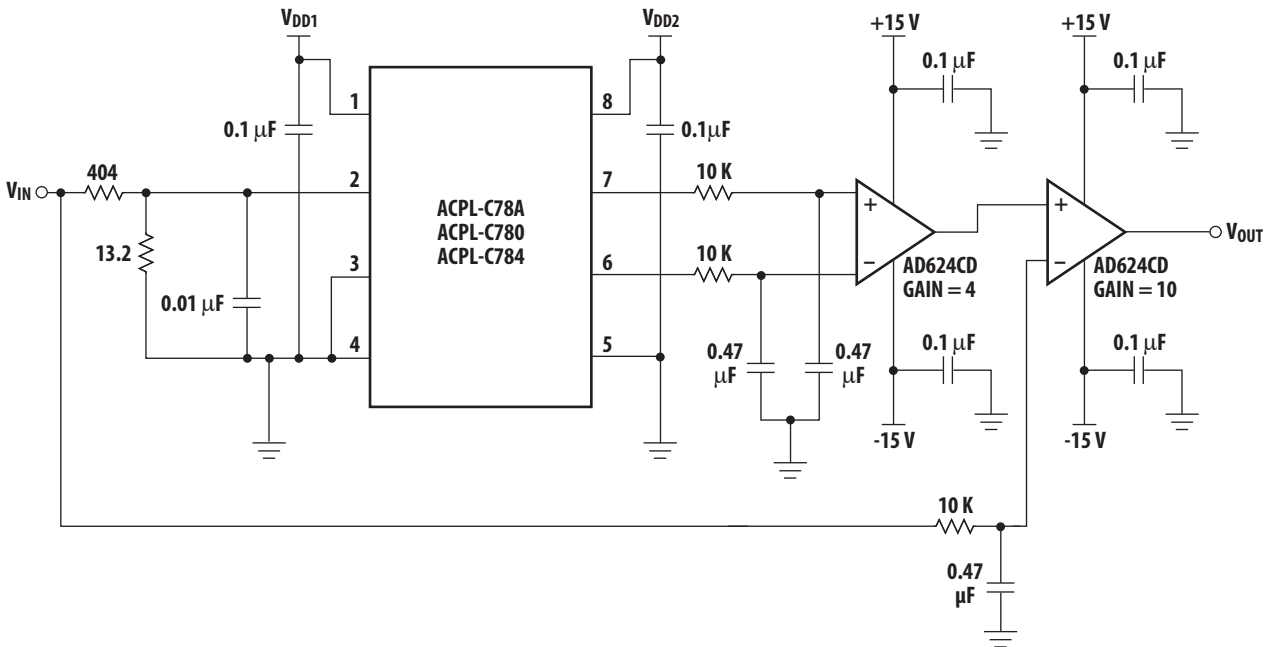 VDD1
VDD2
+15 V
+15 V
0.1 µF
0.1 µF
1
8
0.1 µF
0.1µF
404
2
7
10 K
VIN
ACPL-C78A
ACPL-C780
ACPL-C784
+
+
VOUT
13.2
3
6
10 K
−
−
AD624CD
GAIN = 4
AD624CD
GAIN = 10
0.01 µF
4
5
0.47
µF
0.47
µF
0.1 µF
0.1 µF
-15 V
-15 V
10 K
0.47
µF